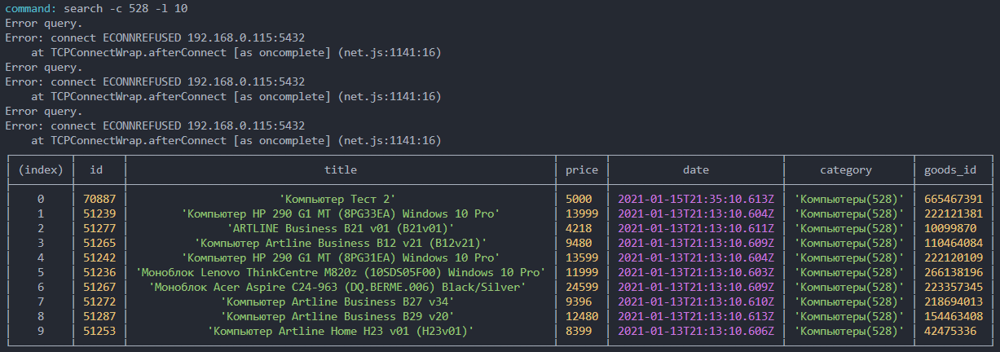 command: search -c 528 -l 10
Error query.
Error: connect ECONNREFUSED 192.168.0.115:5432
at TCPConnectWrap.afterConnect [as oncomplete] (net.js:1141:16)
Error query.
Error: connect ECONNREFUSED 192.168.0.115:5432
at TCPConnectWrap.afterConnect [as oncomplete] (net.js:1141:16)
Error query.
Error: connect ECONNREFUSED 192.168.0.115:5432
at TCPConnectWrap.afterConnect [as oncomplete] (net.js:1141:16)
(index) id title price date category goods_id
0 70887 'Компьютер Тест 2' 5000 2021-01-15T21:35:10.613Z 'Компьютеры(528)' 665467391
1 51239 'Компьютер HP 290 G1 MT (8PG33EA) Windows 10 Pro' 13999 2021-01-13T21:13:10.604Z 'Компьютеры(528)' 222121381
2 51277 'ARTLINE Business B21 v01 (B21v01)' 4218 2021-01-13T21:13:10.611Z 'Компьютеры(528)' 10099870
3 51265 'Компьютер Artline Business B12 v21 (B12v21)' 9480 2021-01-13T21:13:10.609Z 'Компьютеры(528)' 110464084
4 51242 'Компьютер HP 290 G1 MT (8PG31EA) Windows 10 Pro' 13599 2021-01-13T21:13:10.604Z 'Компьютеры(528)' 222120109
5 51236 'Моноблок Lenovo ThinkCentre M820z (10SDS05F00) Windows 10 Pro' 11999 2021-01-13T21:13:10.603Z 'Компьютеры(528)' 266138196
6 51267 'Моноблок Acer Aspire C24-963 (DQ.BERME.006) Black/Silver' 24599 2021-01-13T21:13:10.609Z 'Компьютеры(528)' 223357345
7 51272 'Компьютер Artline Business B27 v34' 9396 2021-01-13T21:13:10.610Z 'Компьютеры(528)' 218694013
8 51287 'Компьютер Artline Business B29 v20' 12480 2021-01-13T21:13:10.613Z 'Компьютеры(528)' 154463408
9 51253 'Компьютер Artline Home H23 v01 (H23v01)' 8399 2021-01-13T21:13:10.606Z 'Компьютеры(528)' 42475336